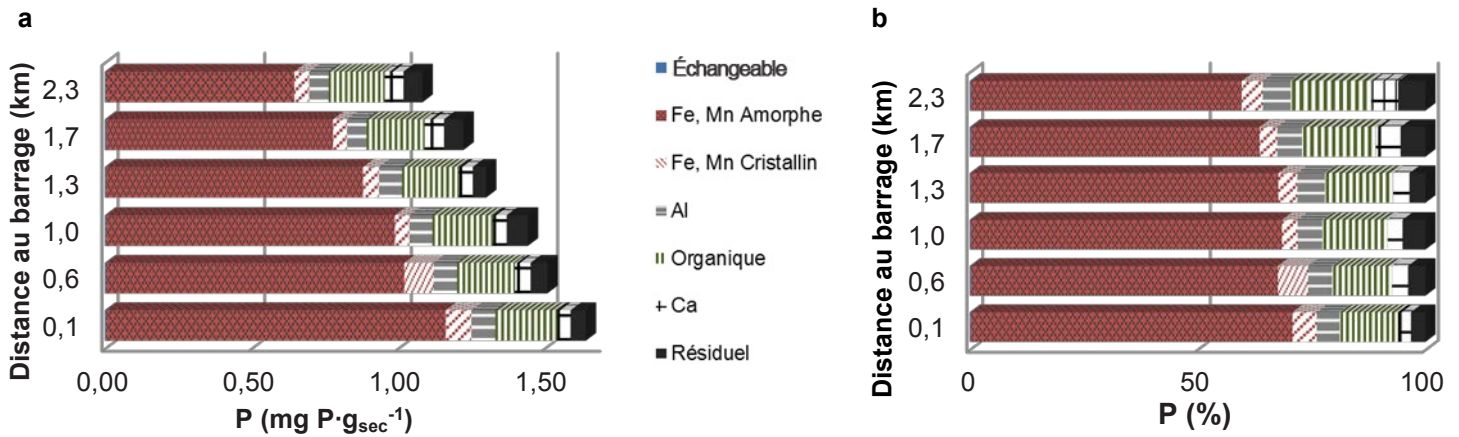 a
Distance au barrage (km)
2,3
1,7
1,3
1,0
0,6
0,1
0,00 0,50 1,00 1,50
P (mg P·gsec-1)
Échangeable
Fe, Mn Amorphe
Fe, Mn Cristallin
Al
Organique
Ca
Résiduel
b
Distance au barrage (km)
2,3
1,7
1,3
1,0
0,6
0,1
0 50 100
P (%)